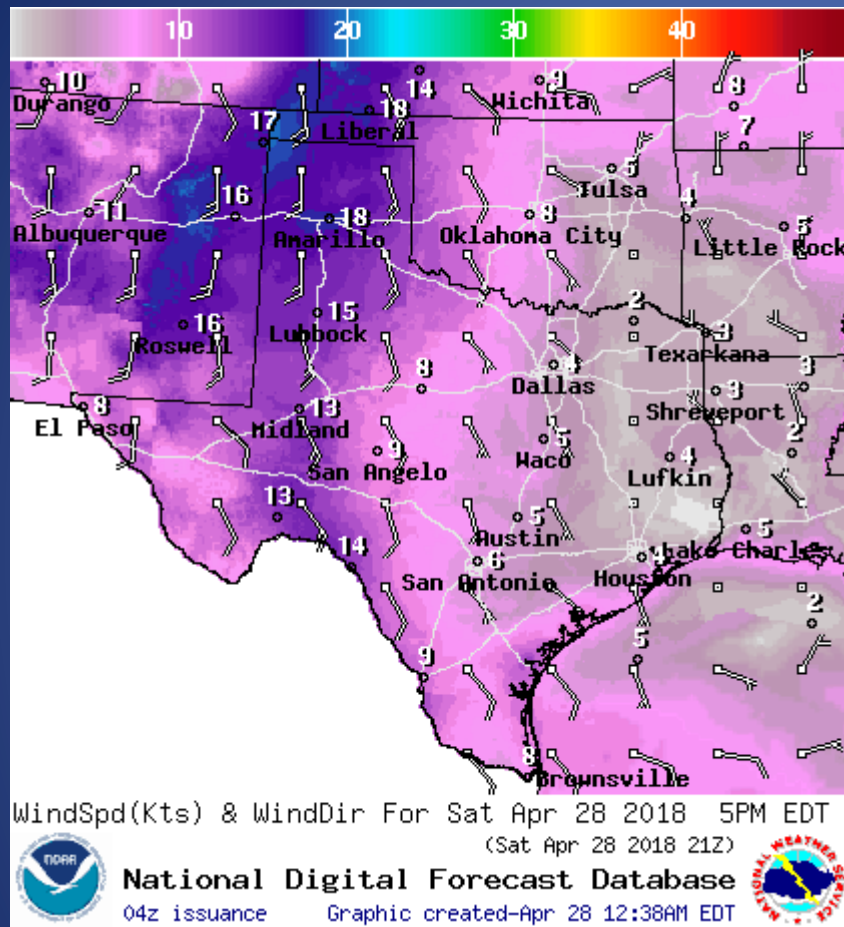 10 20 30 40
10 14 9 8
Durango Wichita
18
Liberal
17 7
5
Tulsa
11 16 18 8 4 5
Albuquerque Amarillo Oklahoma City Little Rock
16 15 2 3
Roswell Lubbock Texarkana
8 4 3 3
Dallas
8 13 Shreveport
El Paso Midland
9 5 4 2
San Angelo Waco Lufkin
13 5 5
Austin
14 6
San Antonio Houston Lake Charles
2
5
9
8
Brownsville
WindSpd(Kts) & WindDir For Sat Apr 28 2018 5PM EDT
(Sat Apr 28 2018 21Z)
NOAA
National Digital Forecast Database
04z issuance Graphic created-Apr 28 12:38AM EDT
NATIONAL WEATHER SERVICE